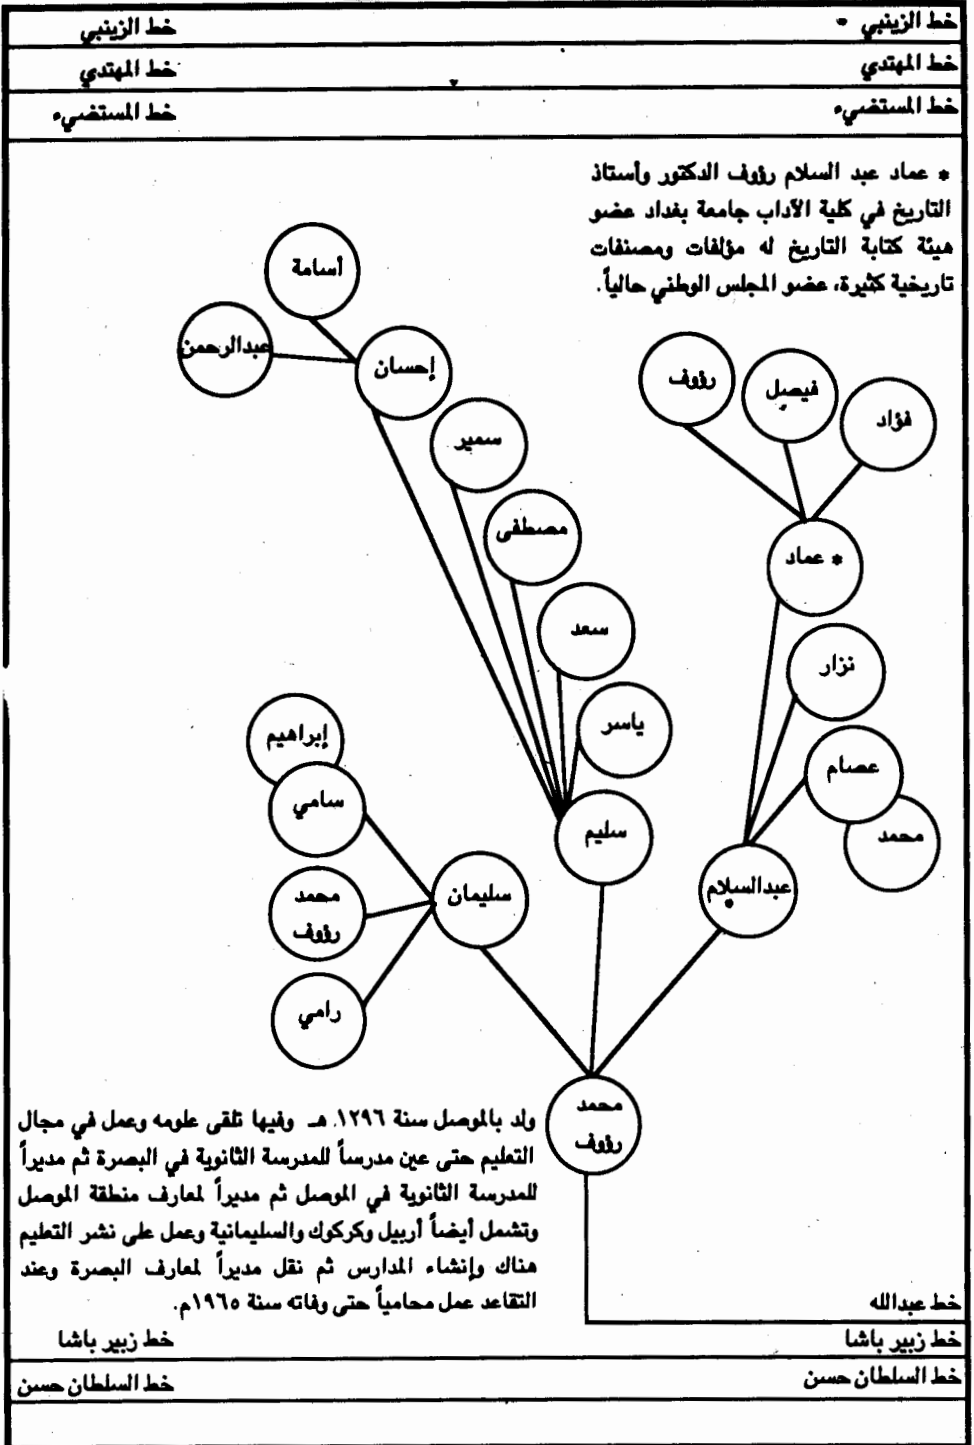 خط الزينبي خط الزينبي
خط المهتدي خط المهتدي
خط المستضيء خط المستضيء
* عماد عبد السلام رؤوف الدكتور وأستاذ
التاريخ في كلية الآداب جامعة بغداد عضو
هيئة كتابة التاريخ له مؤلفات ومصنفات
تاريخية كثيرة، عضو المجلس الوطني حالياً.
أسامة
عبدالرحمن
إحسان
رؤوف
فيصل
فؤاد
سمير
مصطفى
* عماد
سعد
نزار
ياسر
عصام
محمد
إبراهيم
سامي
سليم
عبدالسلام
سليمان
محمد
رؤوف
رامي
محمد
رؤوف
ولد بالموصل سنة ١٢٩٦ هـ وفيها تلقى علومه وعمل في مجال
التعليم حتى عين مدرساً للمدرسة الثانوية في البصرة ثم مديراً
للمدرسة الثانوية في الموصل ثم مديراً لمعارف منطقة الموصل
وتشمل أيضاً أربيل وكركوك والسليمانية وعمل على نشر التعليم
هناك وإنشاء المدارس ثم نقل مديراً لمعارف البصرة وعند
التقاعد عمل محامياً حتى وفاته سنة ١٩٦٥م.
خط عبدالله
خط زبير باشا خط زبير باشا
خط السلطان حسن خط السلطان حسن